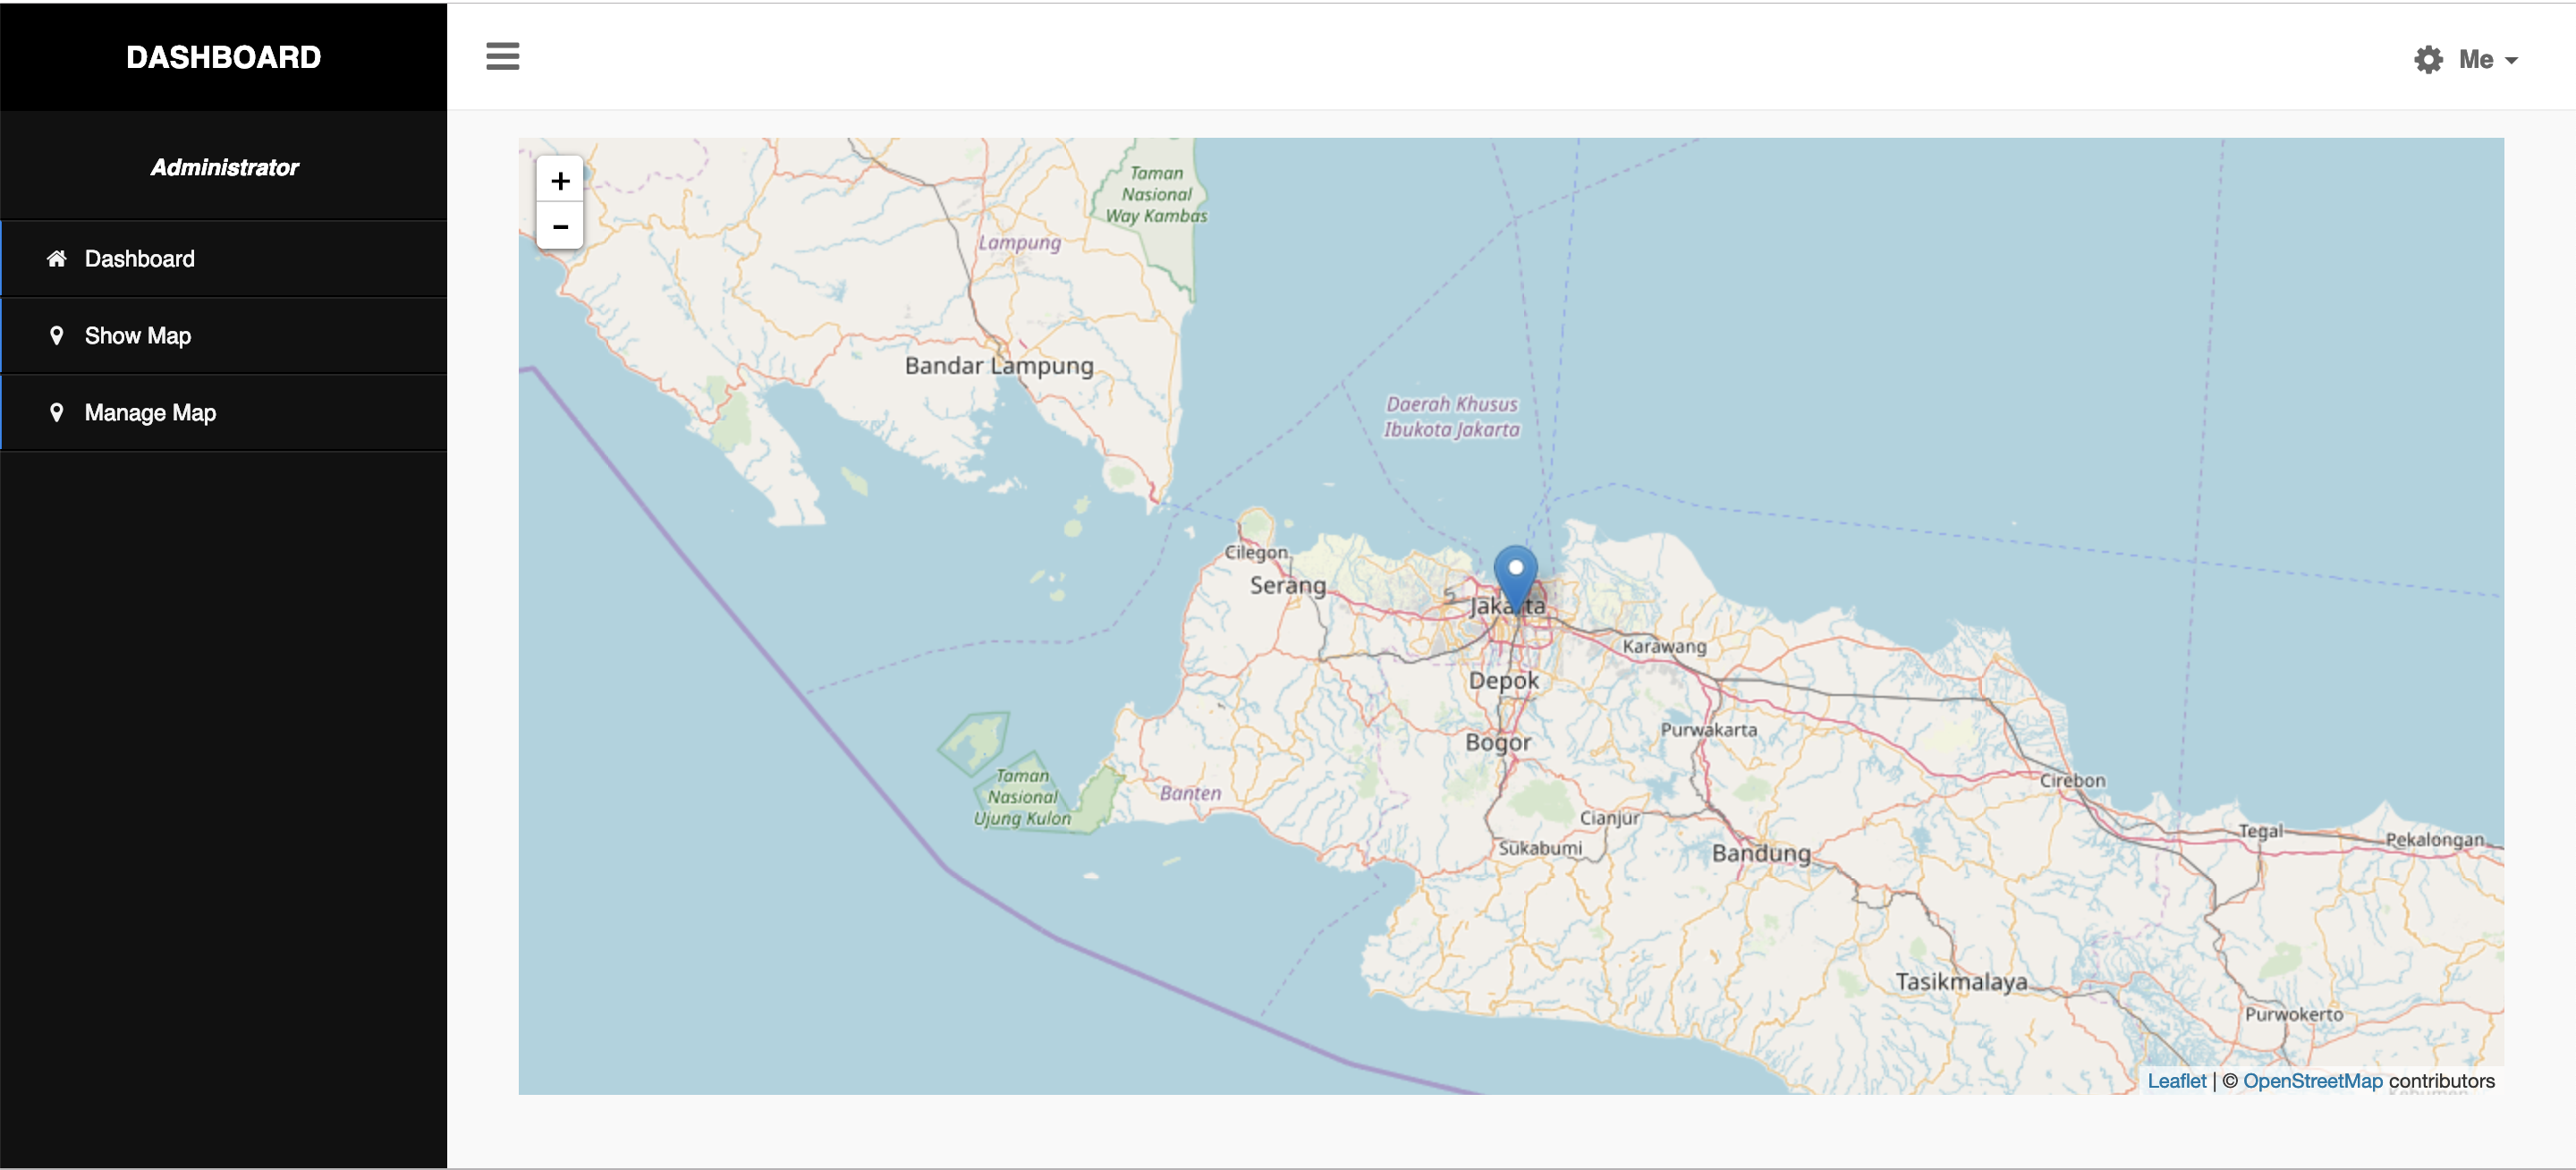 DASHBOARD
Me
Administrator
Dashboard
Show Map
Manage Map
+
-
Taman
Nasional
Way Kambas
Lampung
Bandar Lampung
Daerah Khusus
Ibukota Jakarta
Cilegon
Serang
Jakarta
Karawang
Depok
Purwakarta
Bogor
Taman
Nasional
Ujung Kulon
Banten
Cirebon
Cianjur
Sukabumi
Bandung
Tegal
Pekalongan
Tasikmalaya
Purwokerto
Leaflet | © OpenStreetMap contributors